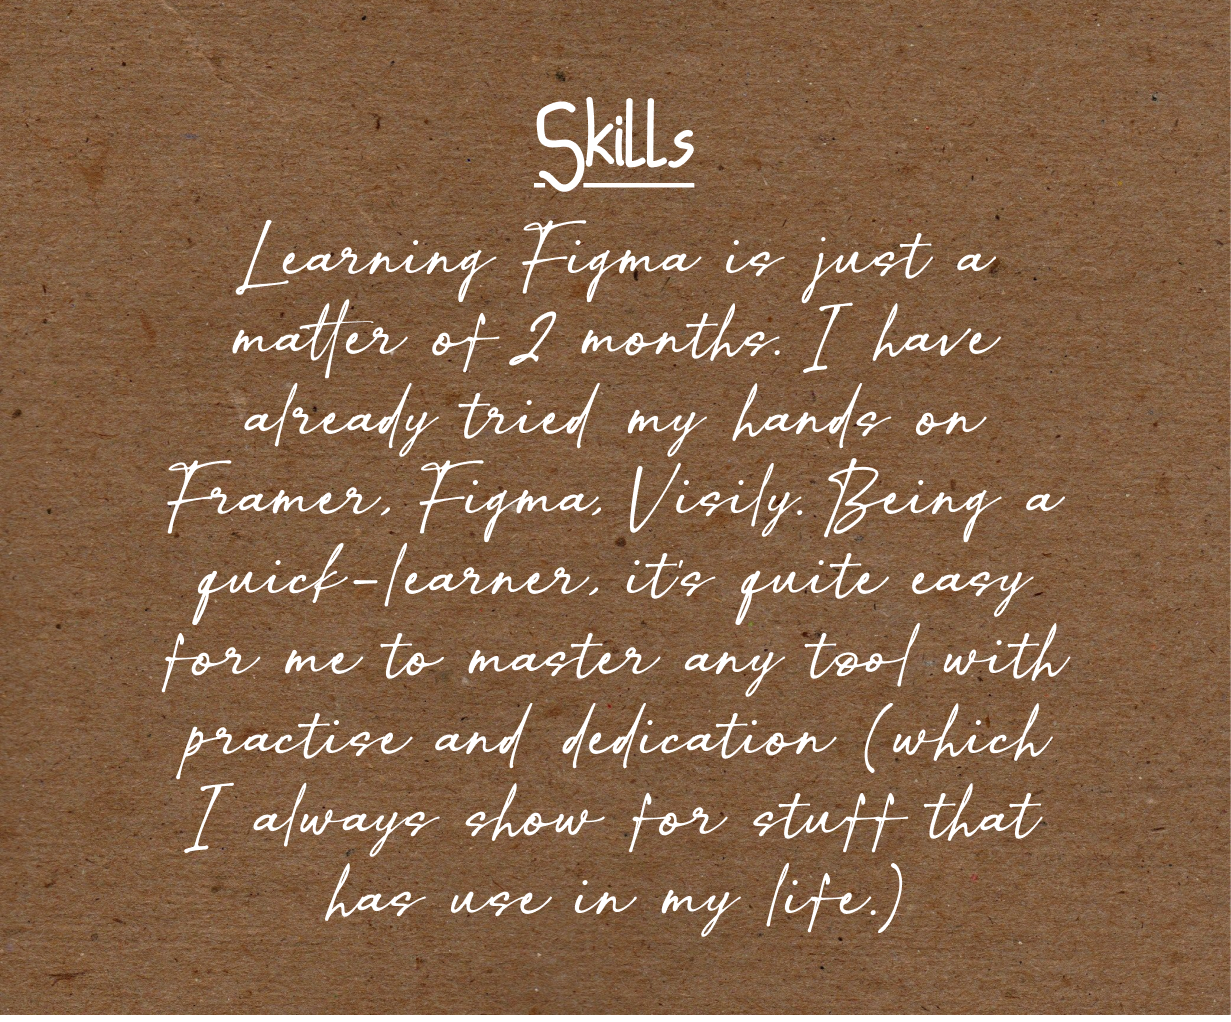 Skills
Learning Figma is just a
matter of 2 months. I have
already tried my hands on
Framer, Figma, Visily. Being a
quick-learner, it's quite easy
for me to master any tool with
practise and dedication (which
I always show for stuff that
has use in my life.)